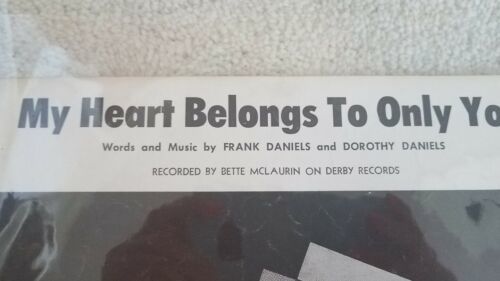 My Heart Belongs To Only Yo
Words and Music by FRANK DANIELS and DOROTHY DANIELS
RECORDED BY BETTE MCLAURIN ON DERBY RECORDS